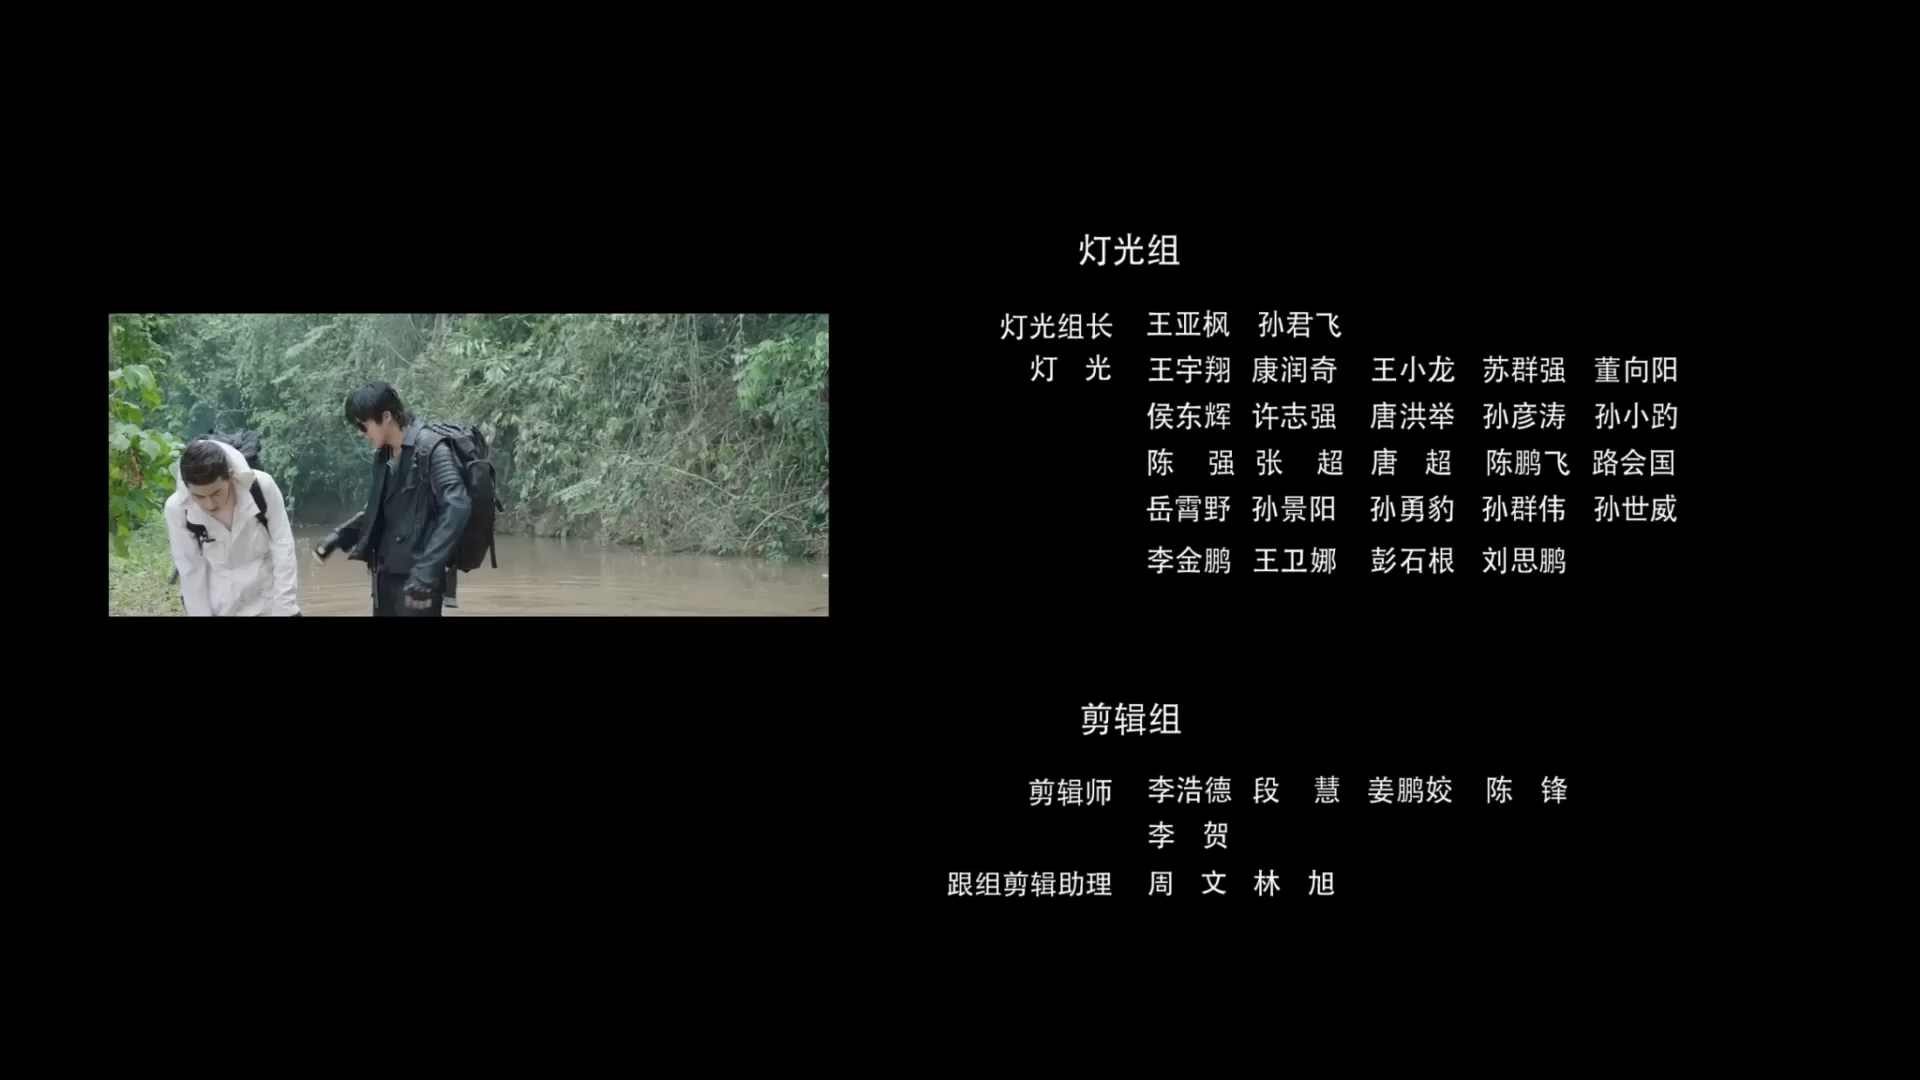 灯光组
灯光组长 王亚枫 孙君飞
灯 光 王宇翔 康润奇 王小龙 苏群强 董向阳
侯东辉 许志强 唐洪举 孙彦涛 孙小趵
陈 强 张 超 唐 超 陈鹏飞 路会国
岳霄野 孙景阳 孙勇豹 孙群伟 孙世威
李金鹏 王卫娜 彭石根 刘思鹏
剪辑组
剪辑师 李浩德 段 慧 姜鹏姣 陈 锋
李 贺
跟组剪辑助理 周 文 林 旭